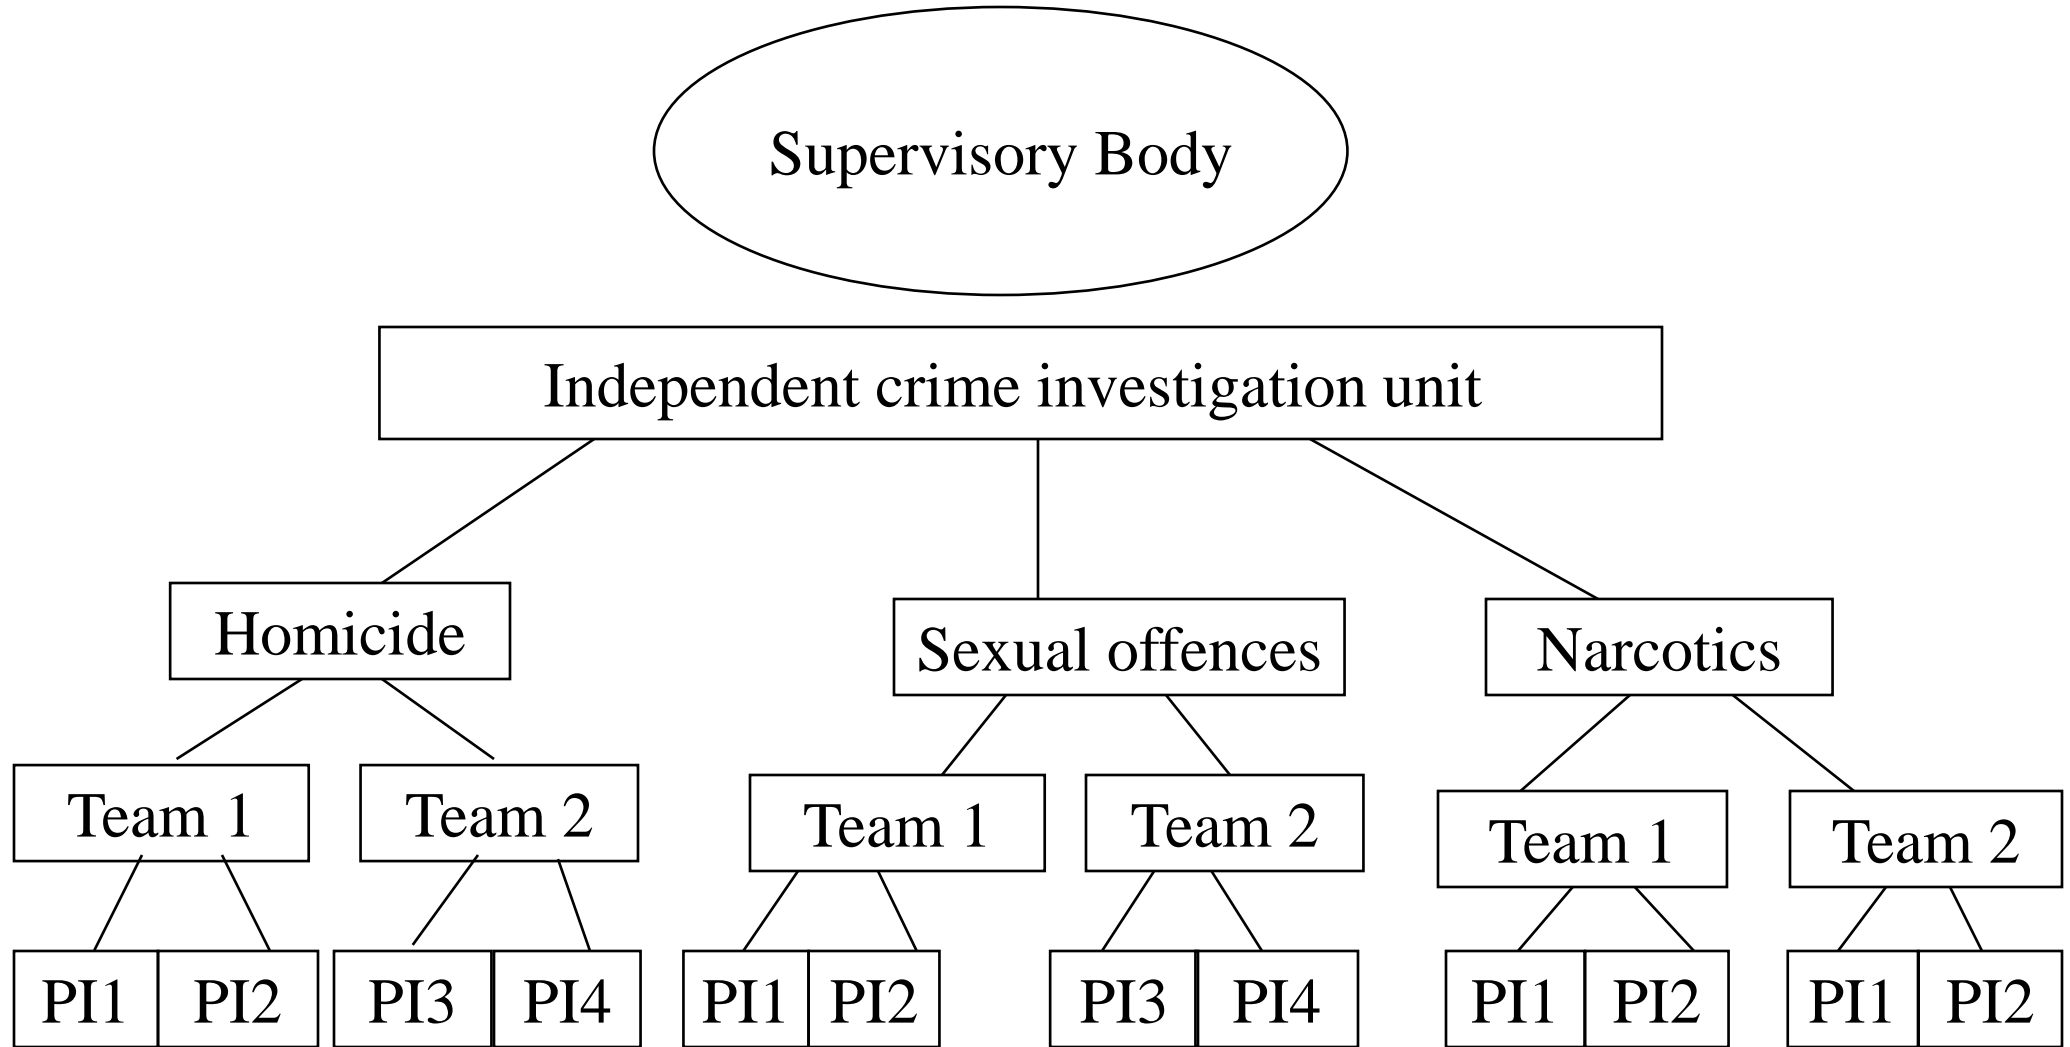 Supervisory Body
Independent crime investigation unit
Homicide
Sexual offences
Narcotics
Team 1
Team 2
Team 1
Team 2
Team 1
Team 2
PI1
PI2
PI3
PI4
PI1
PI2
PI3
PI4
PI1
PI2
PI1
PI2